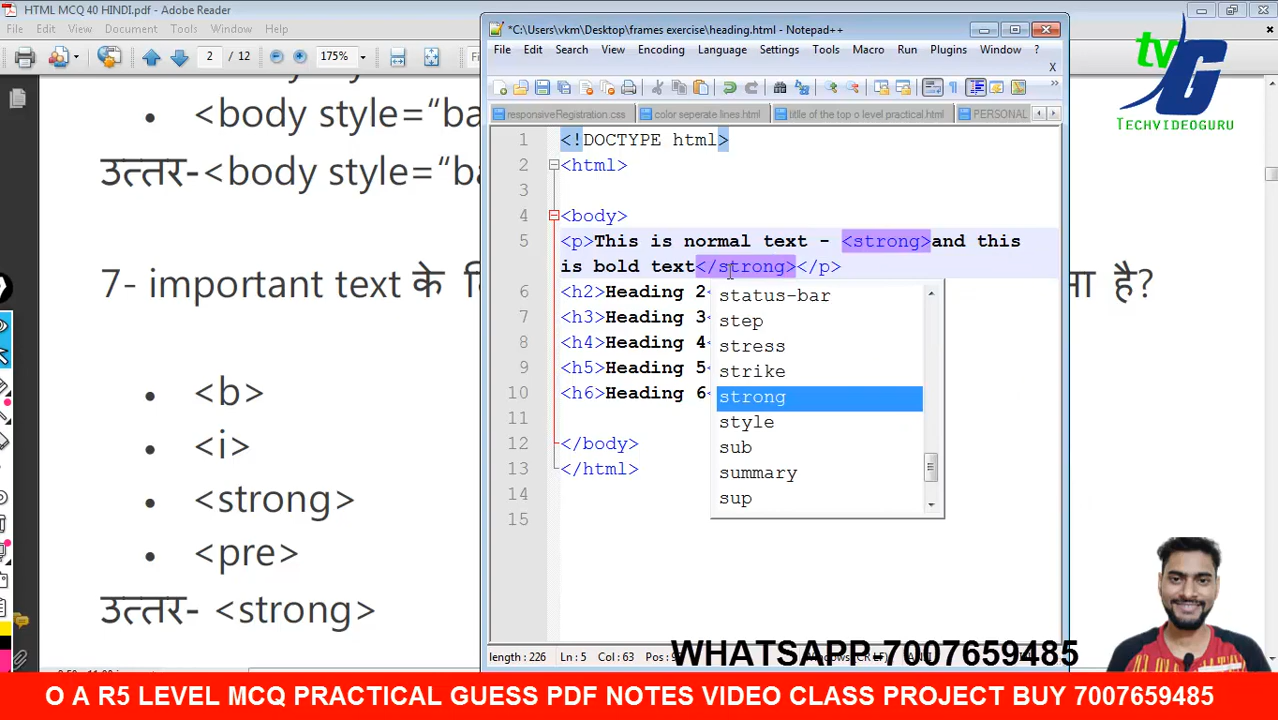 HTML MCQ 40 HINDI.pdf - Adobe Reader
File Edit View Document Tools Window Help
2 / 12 175%
<body style=“ba
उत्तर-<body style=“ba
7- important text के
ा है?
<b>
<i>
<strong>
<pre>
उत्तर- <strong>
*C:\Users\vkm\Desktop\frames exercise\heading.html - Notepad++
File Edit Search View Encoding Language Settings Tools Macro Run Plugins Window ?
X
responsiveRegistration.css color seperate lines.html title of the top o level practical.html PERSONAL
1 <!DOCTYPE html>
2 <html>
3
4 <body>
5 <p>This is normal text - <strong>and this
is bold text</strong></p>
6 <h2>Heading 2<
7 <h3>Heading 3<
8 <h4>Heading 4<
9 <h5>Heading 5<
10 <h6>Heading 6<
11
12 </body>
13 </html>
14
15
status-bar
step
stress
strike
strong
style
sub
summary
sup
length : 226 Ln : 5 Col : 63
tv G
TECHVIDEOGURU
WHATSAPP-7007659485
O A R5 LEVEL MCQ PRACTICAL GUESS PDF NOTES VIDEO CLASS PROJECT BUY 7007659485